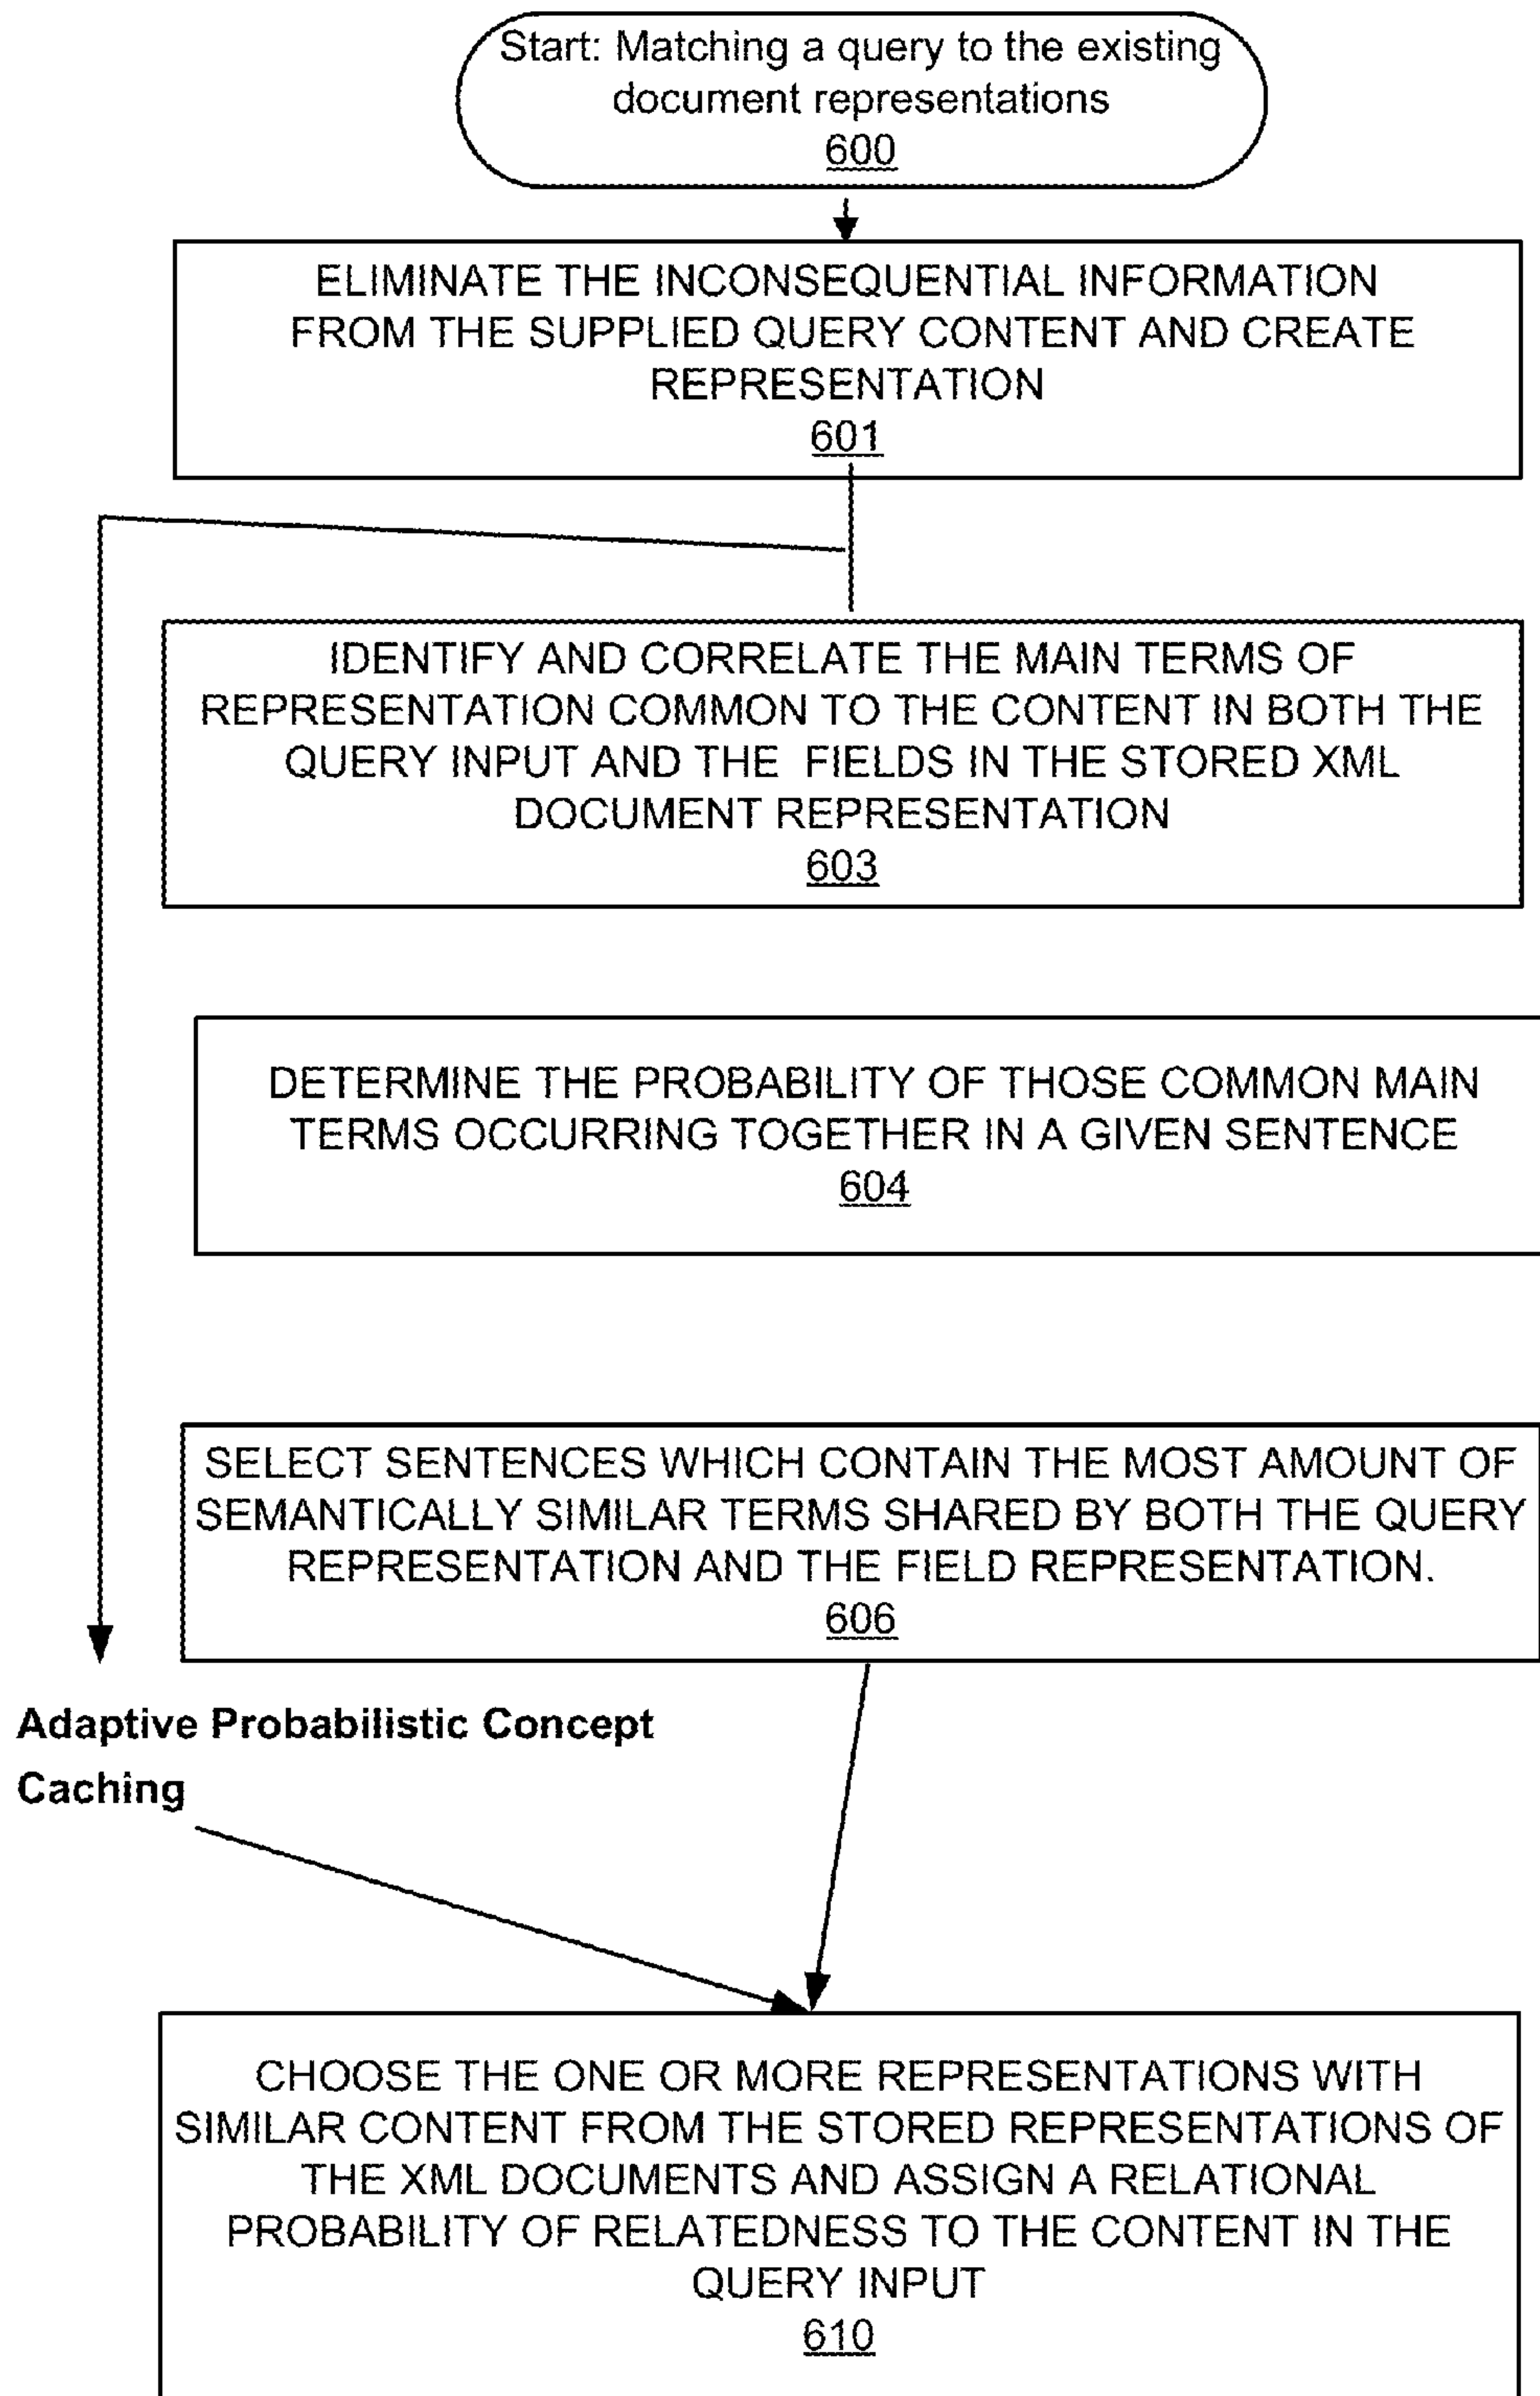 Start: Matching a query to the existing
document representations
600
ELIMINATE THE INCONSEQUENTIAL INFORMATION
FROM THE SUPPLIED QUERY CONTENT AND CREATE
REPRESENTATION
601
IDENTIFY AND CORRELATE THE MAIN TERMS OF
REPRESENTATION COMMON TO THE CONTENT IN BOTH THE
QUERY INPUT AND THE FIELDS IN THE STORED XML
DOCUMENT REPRESENTATION
603
DETERMINE THE PROBABILITY OF THOSE COMMON MAIN
TERMS OCCURRING TOGETHER IN A GIVEN SENTENCE
604
SELECT SENTENCES WHICH CONTAIN THE MOST AMOUNT OF
SEMANTICALLY SIMILAR TERMS SHARED BY BOTH THE QUERY
REPRESENTATION AND THE FIELD REPRESENTATION.
606
Adaptive Probabilistic Concept
Caching
CHOOSE THE ONE OR MORE REPRESENTATIONS WITH
SIMILAR CONTENT FROM THE STORED REPRESENTATIONS OF
THE XML DOCUMENTS AND ASSIGN A RELATIONAL
PROBABILITY OF RELATEDNESS TO THE CONTENT IN THE
QUERY INPUT
610